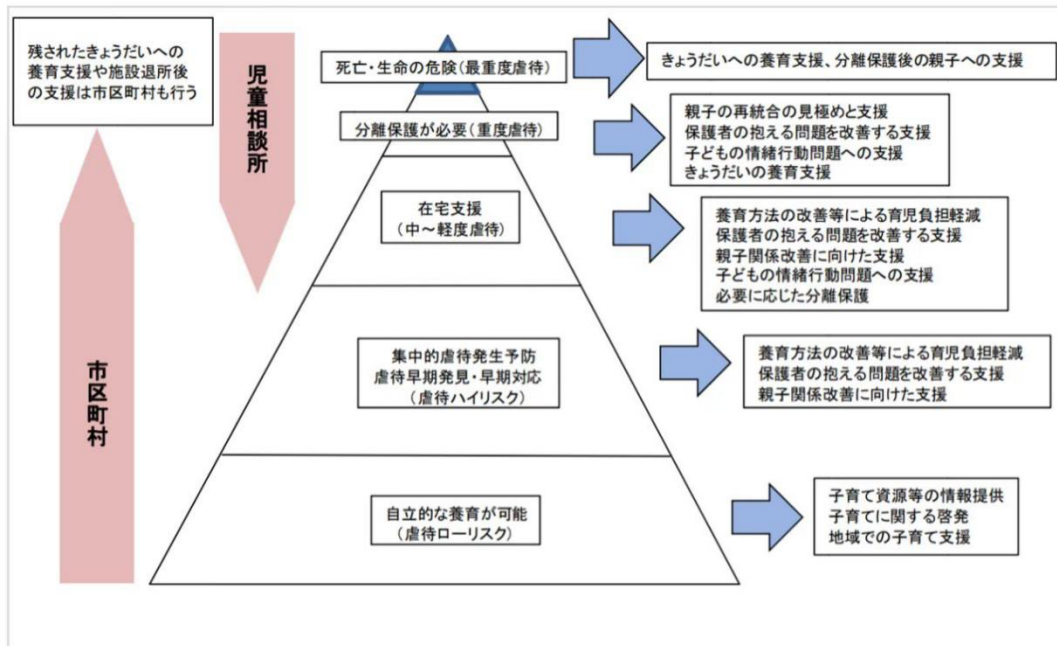 残されたきょうだいへの
養育支援や施設退所後
の支援は市区町村も行う
児童相談所
市区町村
死亡・生命の危険(最重度虐待)
きょうだいへの養育支援、分離保護後の親子への支援
分離保護が必要(重度虐待)
親子の再統合の見極めと支援
保護者の抱える問題を改善する支援
子どもの情緒行動問題への支援
きょうだいの養育支援
在宅支援
(中～軽度虐待)
養育方法の改善等による育児負担軽減
保護者の抱える問題を改善する支援
親子関係改善に向けた支援
子どもの情緒行動問題への支援
必要に応じた分離保護
集中的虐待発生予防
虐待早期発見・早期対応
(虐待ハイリスク)
養育方法の改善等による育児負担軽減
保護者の抱える問題を改善する支援
親子関係改善に向けた支援
自立的な養育が可能
(虐待ローリスク)
子育て資源等の情報提供
子育てに関する啓発
地域での子育て支援